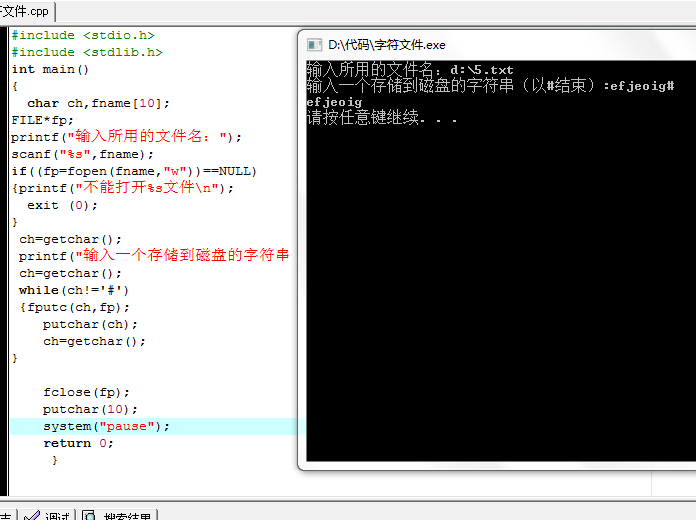 字符文件.cpp
#include <stdio.h>
#include <stdlib.h>
int main()
{
char ch,fname[10];
FILE*fp;
printf("输入所用的文件名：");
scanf("%s",fname);
if((fp=fopen(fname,"w"))==NULL)
{printf("不能打开%s文件\n");
exit (0);
}
ch=getchar();
printf("输入一个存储到磁盘的字符串
ch=getchar();
while(ch!='#')
{fputc(ch,fp);
putchar(ch);
ch=getchar();
}
fclose(fp);
putchar(10);
system("pause");
return 0;
}
D:\代码\字符文件.exe
输入所用的文件名：d:\5.txt
输入一个存储到磁盘的字符串（以#结束）:efjeoig#
efjeoig
请按任意键继续. . .
志
调试
搜索结果